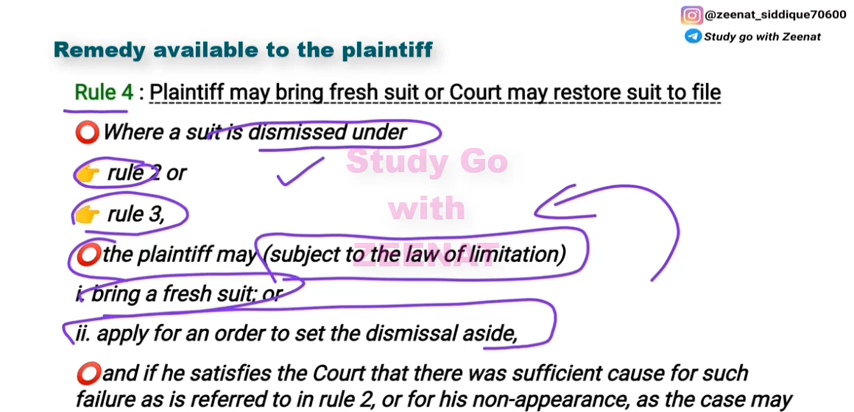 @zeenat_siddique70600
Study go with Zeenat
Remedy available to the plaintiff
Rule 4 : Plaintiff may bring fresh suit or Court may restore suit to file
Where a suit is dismissed under
rule 2 or
rule 3,
Study Go
with
ZEENAT
the plaintiff may (subject to the law of limitation)
i. bring a fresh suit; or
ii. apply for an order to set the dismissal aside,
and if he satisfies the Court that there was sufficient cause for such
failure as is referred to in rule 2, or for his non-appearance, as the case may